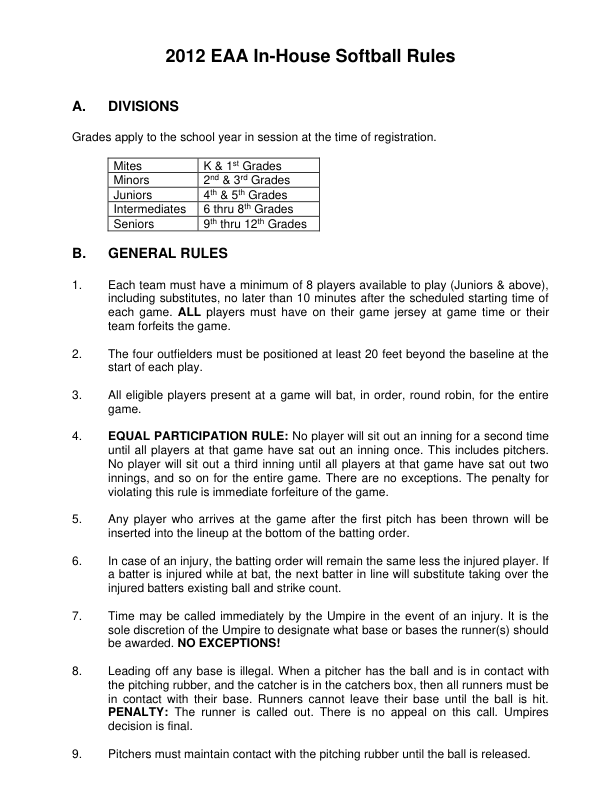 2012 EAA In-House Softball Rules
A. DIVISIONS
Grades apply to the school year in session at the time of registration.
Mites K & 1st Grades
Minors 2nd & 3rd Grades
Juniors 4th & 5th Grades
Intermediates 6 thru 8th Grades
Seniors 9th thru 12th Grades
B. GENERAL RULES
1. Each team must have a minimum of 8 players available to play (Juniors & above),
including substitutes, no later than 10 minutes after the scheduled starting time of
each game. ALL players must have on their game jersey at game time or their
team forfeits the game.
2. The four outfielders must be positioned at least 20 feet beyond the baseline at the
start of each play.
3. All eligible players present at a game will bat, in order, round robin, for the entire
game.
4. EQUAL PARTICIPATION RULE: No player will sit out an inning for a second time
until all players at that game have sat out an inning once. This includes pitchers.
No player will sit out a third inning until all players at that game have sat out two
innings, and so on for the entire game. There are no exceptions. The penalty for
violating this rule is immediate forfeiture of the game.
5. Any player who arrives at the game after the first pitch has been thrown will be
inserted into the lineup at the bottom of the batting order.
6. In case of an injury, the batting order will remain the same less the injured player. If
a batter is injured while at bat, the next batter in line will substitute taking over the
injured batters existing ball and strike count.
7. Time may be called immediately by the Umpire in the event of an injury. It is the
sole discretion of the Umpire to designate what base or bases the runner(s) should
be awarded. NO EXCEPTIONS!
8. Leading off any base is illegal. When a pitcher has the ball and is in contact with
the pitching rubber, and the catcher is in the catchers box, then all runners must be
in contact with their base. Runners cannot leave their base until the ball is hit.
PENALTY: The runner is called out. There is no appeal on this call. Umpires
decision is final.
9. Pitchers must maintain contact with the pitching rubber until the ball is released.